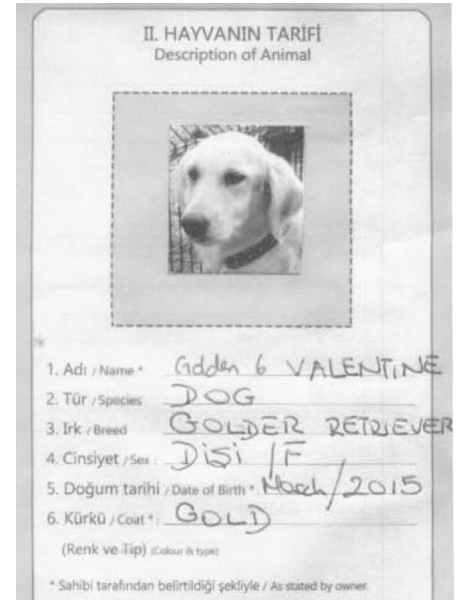 II. HAYVANIN TARİFİ
Description of Animal
1. Adı / Name * Golden 6 VALENTINE
2. Tür / Species DOG
3. Irk / Breed GOLDER RETRIEVER
4. Cinsiyet / Sex : DİŞİ / F
5. Doğum tarihi / Date of Birth * March/2015
6. Kürkü / Coat * : GOLD
(Renk ve Tip) (Colour & type)
* Sahibi tarafından belirtildiği şekliyle / As stated by owner.